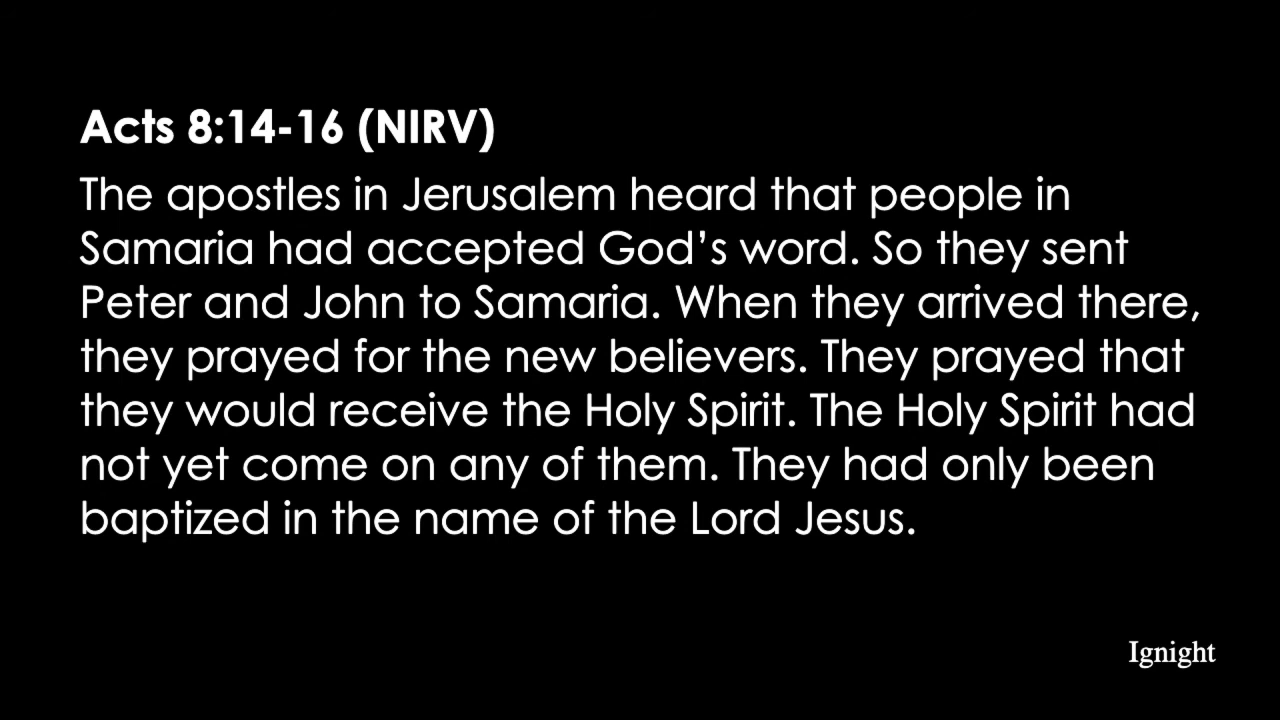 Acts 8:14-16 (NIRV)
The apostles in Jerusalem heard that people in
Samaria had accepted God’s word. So they sent
Peter and John to Samaria. When they arrived there,
they prayed for the new believers. They prayed that
they would receive the Holy Spirit. The Holy Spirit had
not yet come on any of them. They had only been
baptized in the name of the Lord Jesus.
Ignight